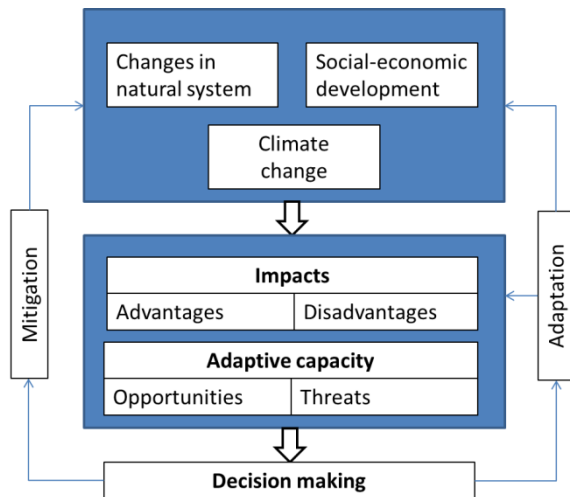 Changes in
natural system
Social-economic
development
Climate
change
Mitigation
Adaptation
Impacts
Advantages
Disadvantages
Adaptive capacity
Opportunities
Threats
Decision making